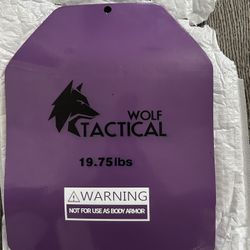 WOLF
TACTICAL
19.75lbs
⚠WARNING
NOT FOR USE AS BODY ARMOR